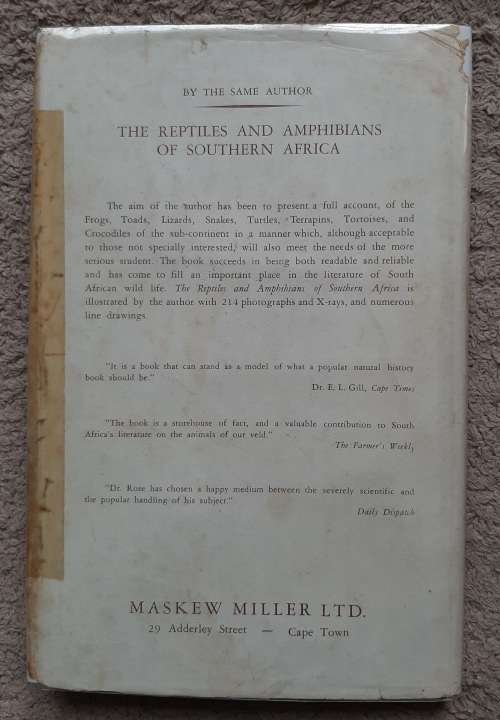 BY THE SAME AUTHOR
THE REPTILES AND AMPHIBIANS
OF SOUTHERN AFRICA
The aim of the author has been to present a full account, of the
Frogs, Toads, Lizards, Snakes, Turtles, Terrapins, Tortoises, and
Crocodiles of the sub-continent in a manner which, although acceptable
to those not specially interested, will also meet the needs of the more
serious student. The book succeeds in being both readable and reliable
and has come to fill an important place in the literature of South
African wild life. The Reptiles and Amphibians of Southern Africa is
illustrated by the author with 214 photographs and X-rays, and numerous
line drawings.
"It is a book that can stand as a model of what a popular natural history
book should be."
Dr. E. L. Gill, Cape Times
"The book is a storehouse of fact, and a valuable contribution to South
Africa's literature on the animals of our veld."
The Farmer's Weekly
"Dr. Rose has chosen a happy medium between the severely scientific and
the popular handling of his subject."
Daily Dispatch
MASKEW MILLER LTD.
29 Adderley Street — Cape Town